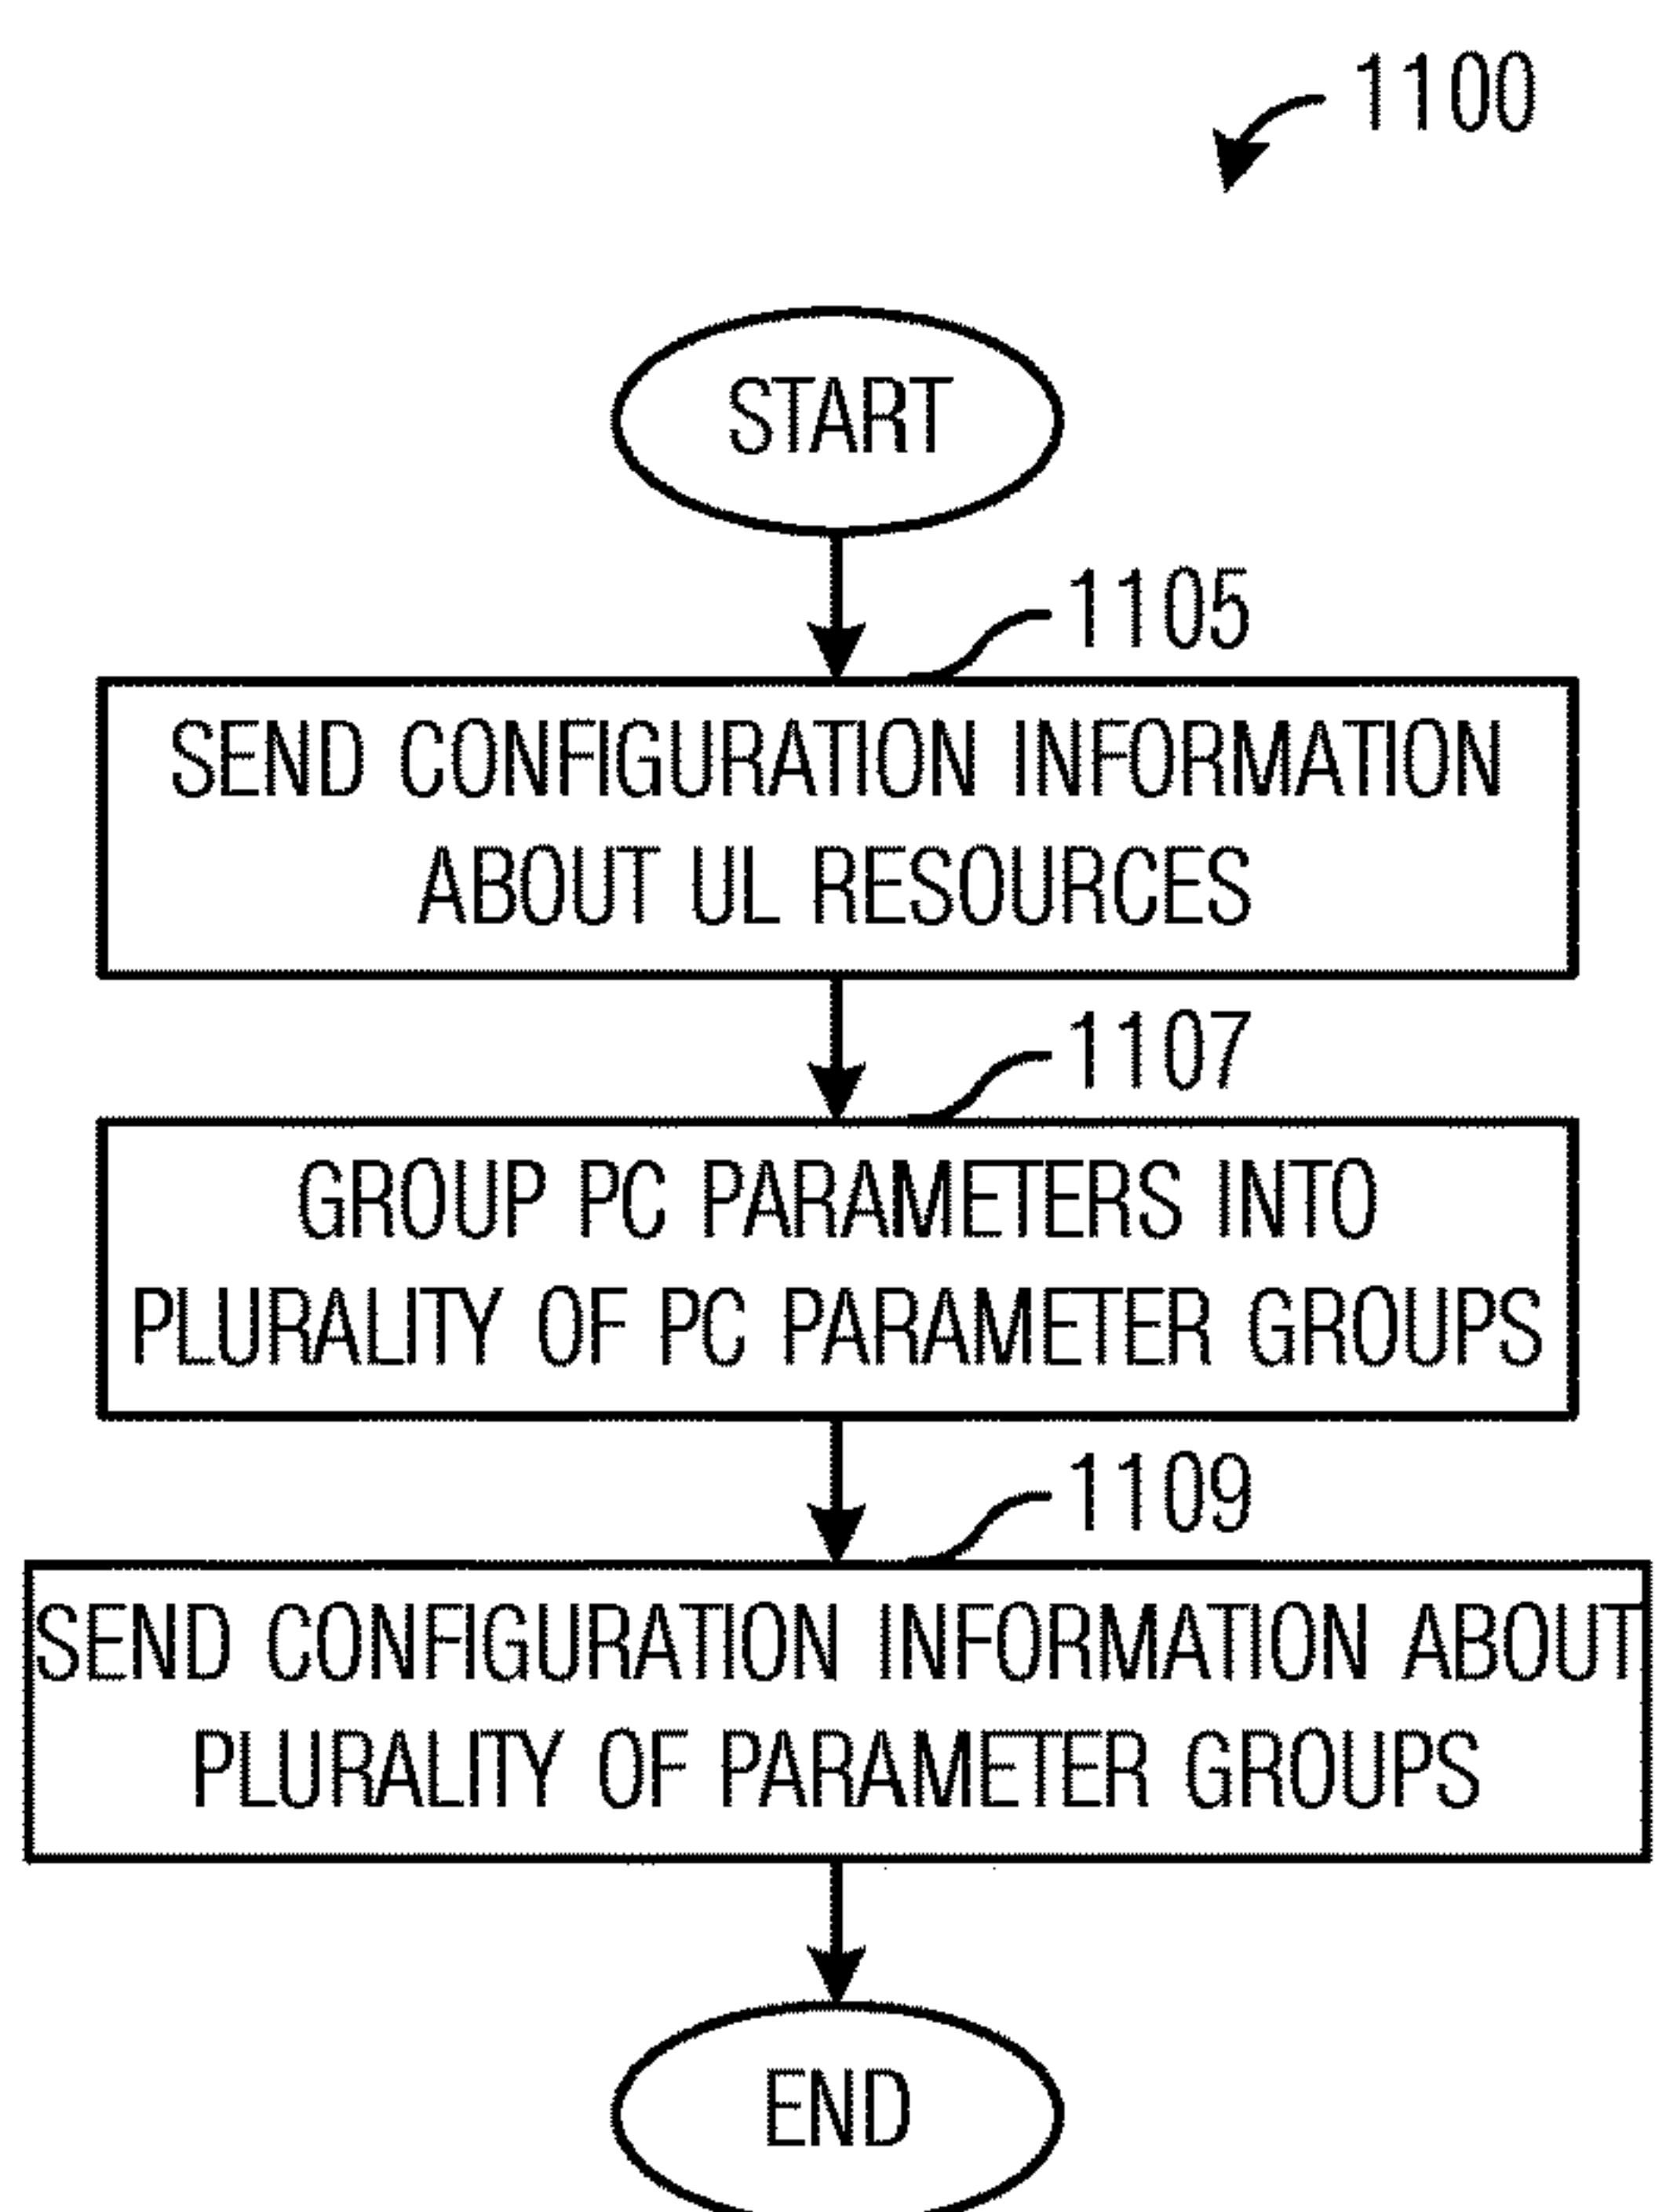 1100
START
1105
SEND CONFIGURATION INFORMATION
ABOUT UL RESOURCES
1107
GROUP PC PARAMETERS INTO
PLURALITY OF PC PARAMETER GROUPS
1109
SEND CONFIGURATION INFORMATION ABOUT
PLURALITY OF PARAMETER GROUPS
END